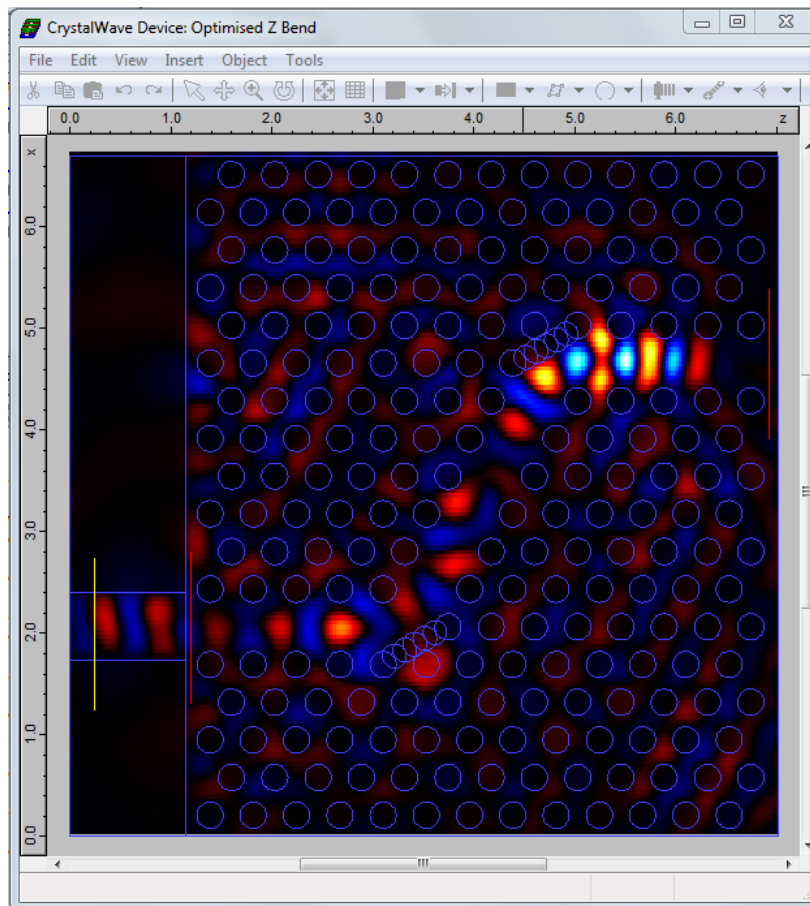 CrystalWave Device: Optimised Z Bend
File Edit View Insert Object Tools
0.0 1.0 2.0 3.0 4.0 5.0 6.0 z
x
6.0
5.0
4.0
3.0
2.0
1.0
0.0